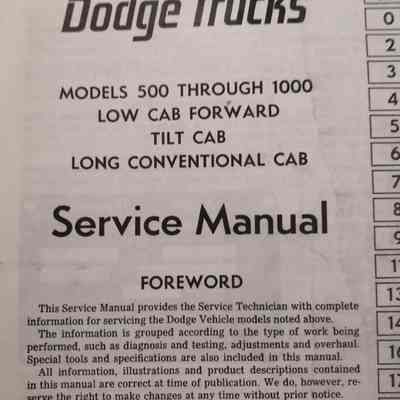 Dodge Trucks
MODELS 500 THROUGH 1000
LOW CAB FORWARD
TILT CAB
LONG CONVENTIONAL CAB
Service Manual
FOREWORD
This Service Manual provides the Service Technician with complete
information for servicing the Dodge Vehicle models noted above.
The information is grouped according to the type of work being
performed, such as diagnosis and testing, adjustments and overhaul.
Special tools and specifications are also included in this manual.
All information, illustrations and product descriptions contained
in this manual are correct at time of publication. We do, however, re-
serve the right to make changes at any time without prior notice.
0
2
3
4
5
6
7
8
9
11
13
14
16
17